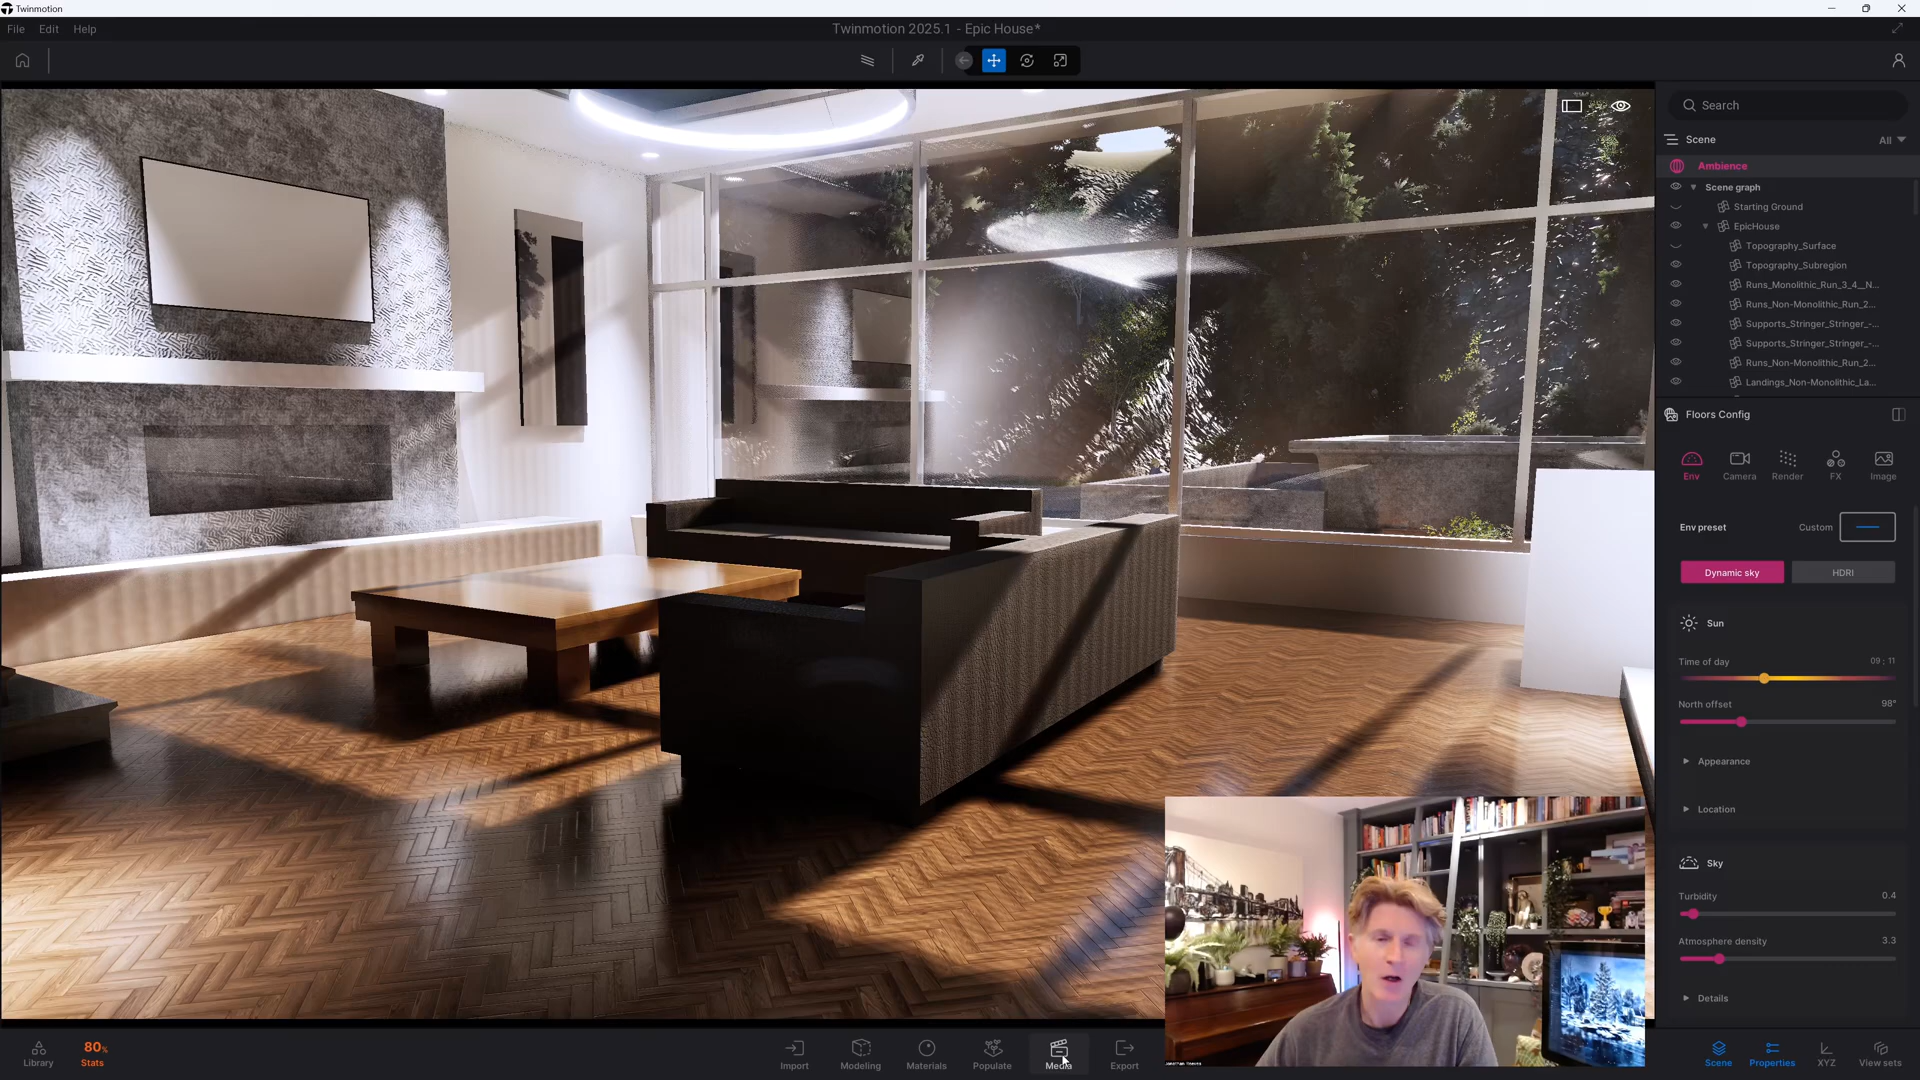 Twinmotion
File Edit Help
Twinmotion 2025.1 - Epic House*
Search
Scene
All
Ambience
Scene graph
Starting Ground
EpicHouse
Topography_Surface
Topography_Subregion
Runs_Monolithic_Run_3_4__N...
Runs_Non-Monolithic_Run_2...
Supports_Stringer_Stringer_-...
Supports_Stringer_Stringer_-...
Runs_Non-Monolithic_Run_2...
Landings_Non-Monolithic_La...
Floors Config
Env Camera Render FX Image
Env preset
Custom
Dynamic sky HDRI
Sun
Time of day 09 : 11
North offset 98°
Appearance
Location
Sky
Turbidity 0.4
Atmosphere density 3.3
Details
Library
80%
Stats
Import Modeling Materials Populate Media Export
Scene Properties XYZ View sets